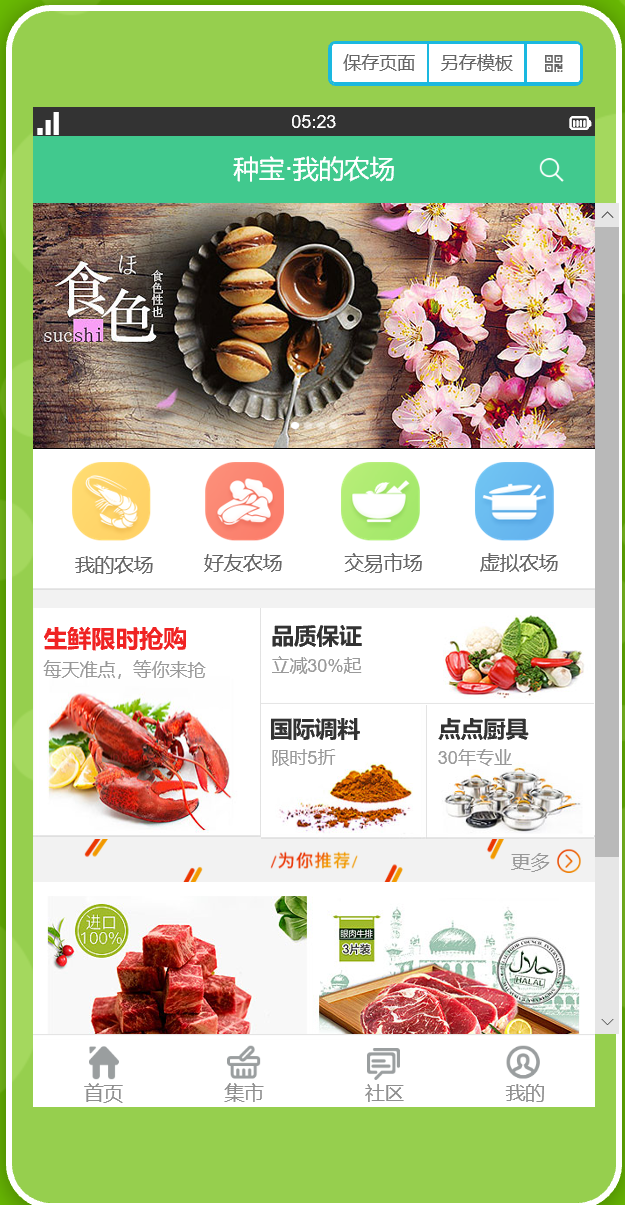 保存页面
另存模板
05:23
种宝·我的农场
食色
ほ
食色性也
sucshi
我的农场
好友农场
交易市场
虚拟农场
生鲜限时抢购
每天准点，等你来抢
品质保证
立减30%起
国际调料
限时5折
点点厨具
30年专业
/为你推荐/
更多
进口
100%
眼肉牛排
3片装
حلال
HALAL
首页
集市
社区
我的